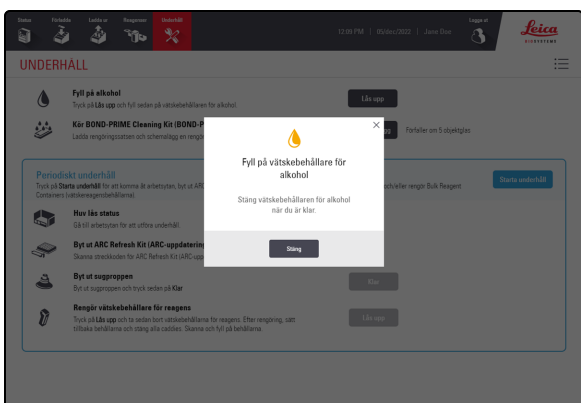 Status Förladda Ladda ur Reagenser Underhåll
12:09 PM | 05/dec/2022 | Jane Doe
Logga ut
Leica
BIOSYSTEMS
UNDERHÅLL
Fyll på alkohol
Tryck på Lås upp och fyll sedan på vätskebehållaren för alkohol.
Lås upp
Kör BOND-PRIME Cleaning Kit (BOND-P
Ladda rengöringssatsen och schemalägg en rengö
pp
Förfaller om 5 objektglas
Periodiskt underhåll
Tryck på Starta underhåll för att komma åt arbetsytan, byt ut ARC
och/eller rengör Bulk Reagent
Containers (vätskereagensbehållarna).
Starta underhåll
Huv lås status
Gå till arbetsyton för att utföra underhåll.
Byt ut ARC Refresh Kit (ARC-uppdatering
Skanna streckkoden för ARC Refresh Kit (ARC-upp
Byt ut sugproppen
Byt ut sugproppen och tryck sedan på Klar
Klar
Rengör vätskebehållare för reagens
Tryck på Lås upp och ta sedan bort vätskebehållarna för reagens. Efter rengöring, sätt
tillbaka behållarna och stäng alla caddies. Skanna och fyll på behållarna.
Lås upp
Fyll på vätskebehållare för
alkohol
Stäng vätskebehållaren för alkohol
när du är klar.
Stäng